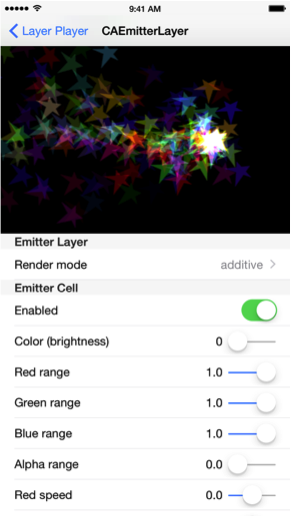 9:41 AM
Layer Player CAEmitterLayer
Emitter Layer
Render mode additive
Emitter Cell
Enabled
Color (brightness) 0
Red range 1.0
Green range 1.0
Blue range 1.0
Alpha range 0.0
Red speed 0.0